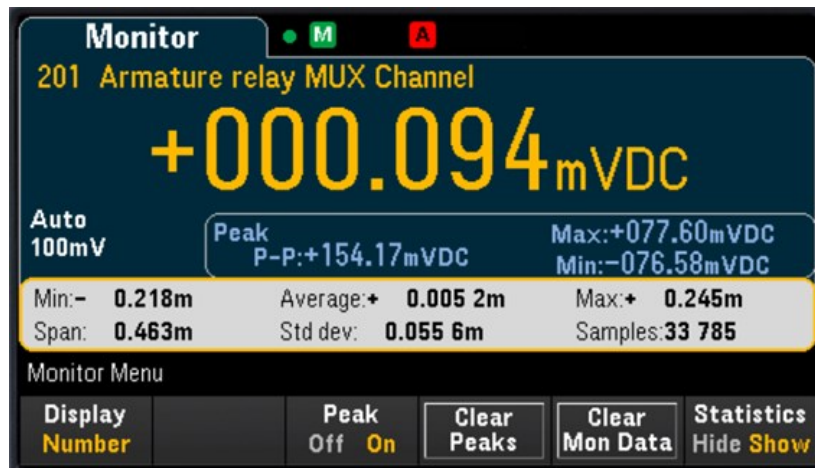 Monitor M A
201 Armature relay MUX Channel
+000.094mVDC
Auto
100mV
Peak
P-P:+154.17mVDC
Max:+077.60mVDC
Min:-076.58mVDC
Min:- 0.218m Average:+ 0.005 2m Max:+ 0.245m
Span: 0.463m Std dev: 0.055 6m Samples:33 785
Monitor Menu
Display
Number
Peak
Off On
Clear
Peaks
Clear
Mon Data
Statistics
Hide Show